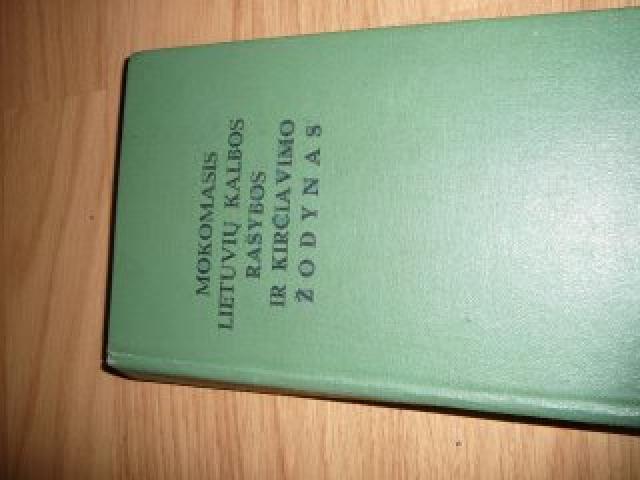 MOKOMASIS
LIETUVIŲ KALBOS
RAŠYBOS
IR KIRČIAVIMO
ŽODYNAS